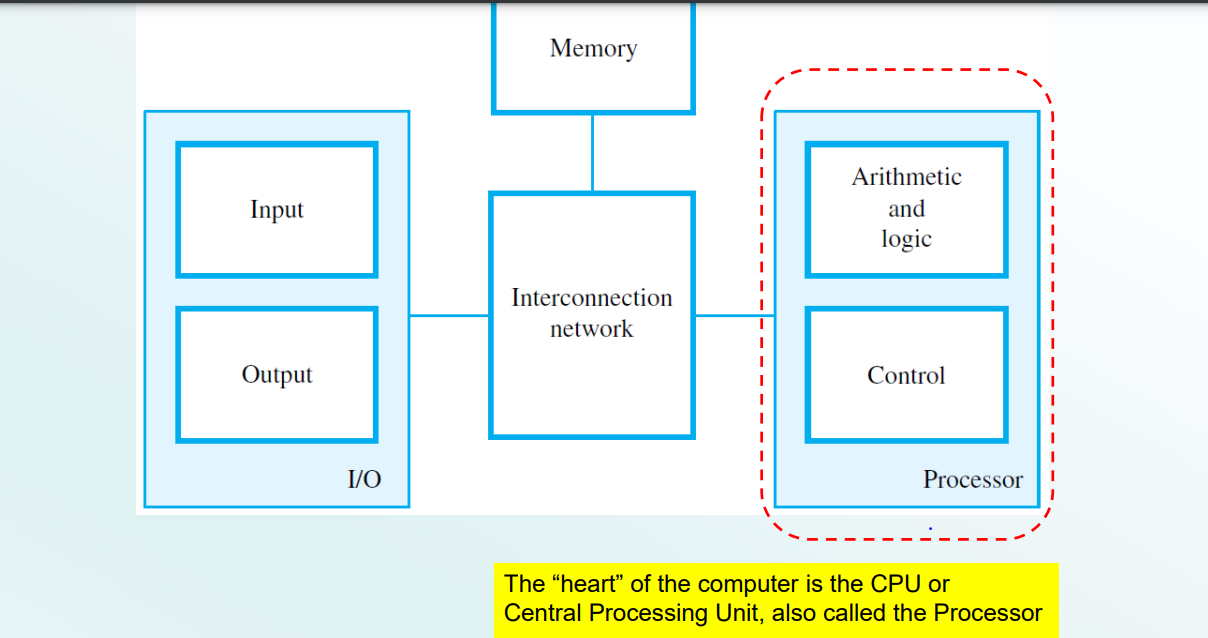 Memory
Input
Arithmetic
and
logic
Interconnection
network
Output
Control
I/O
Processor
The “heart” of the computer is the CPU or
Central Processing Unit, also called the Processor